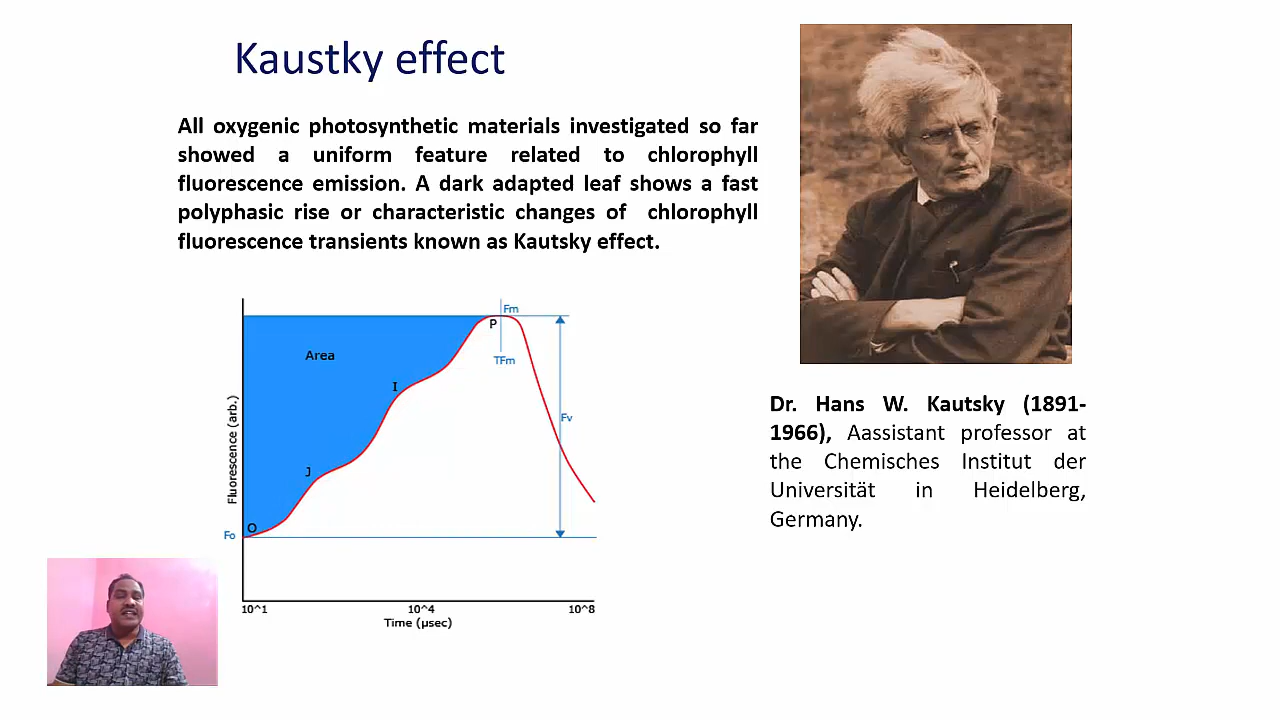 Kaustky effect
All oxygenic photosynthetic materials investigated so far
showed a uniform feature related to chlorophyll
fluorescence emission. A dark adapted leaf shows a fast
polyphasic rise or characteristic changes of chlorophyll
fluorescence transients known as Kautsky effect.
Fm
P
Area
TFm
I
Fv
Fluorescence (arb.)
J
O
Fo
10^1
10^4
10^8
Time (µsec)
Dr. Hans W. Kautsky (1891-
1966), Aassistant professor at
the Chemisches Institut der
Universität in Heidelberg,
Germany.